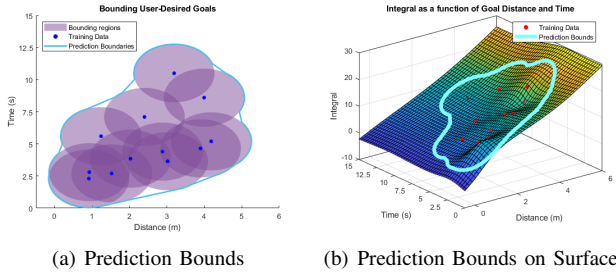 Bounding User-Desired Goals
Bounding regions
Training Data
Prediction Boundaries
15
12.5
10
7.5
5
2.5
0
Time (s)
0
1
2
3
4
5
6
Distance (m)
(a) Prediction Bounds
Integral as a function of Goal Distance and Time
Training Data
Prediction Bounds
30
20
10
0
-10
Integral
15
12.5
10
7.5
5
2.5
0
Time (s)
0
2
4
6
Distance (m)
(b) Prediction Bounds on Surface